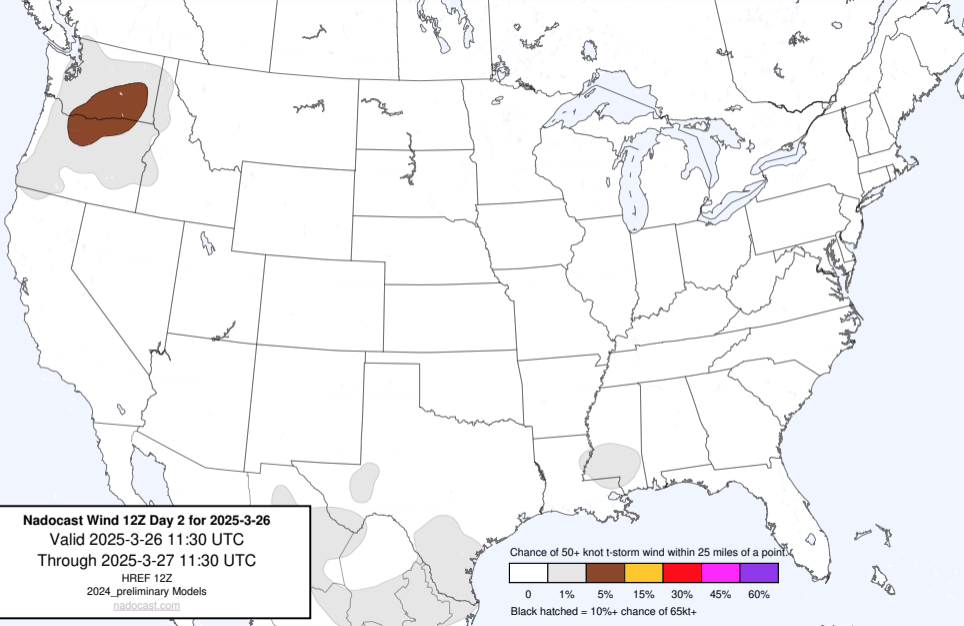 Nadocast Wind 12Z Day 2 for 2025-3-26
Valid 2025-3-26 11:30 UTC
Through 2025-3-27 11:30 UTC
HREF 12Z
2024_preliminary Models
nadocast.com
Chance of 50+ knot t-storm wind within 25 miles of a point.
0 1% 5% 15% 30% 45% 60%
Black hatched = 10%+ chance of 65kt+